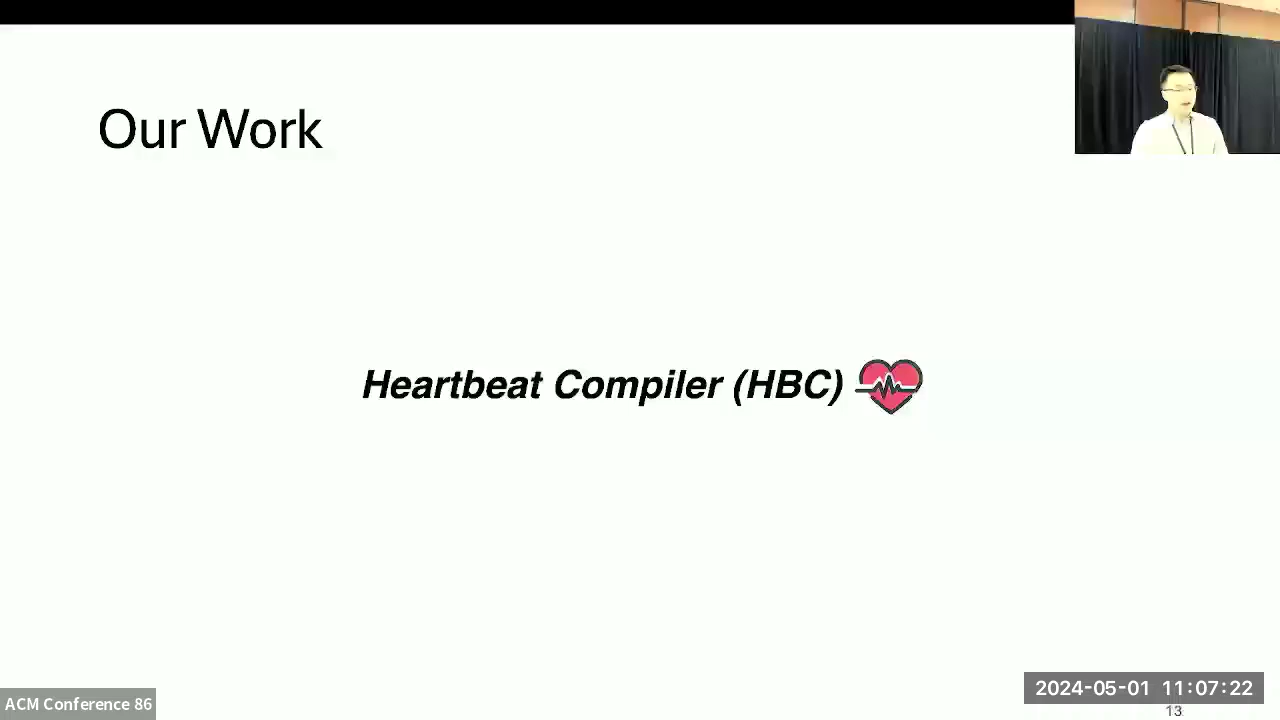 Our Work
Heartbeat Compiler (HBC)
ACM Conference 86
2024-05-01 11:07:22
13